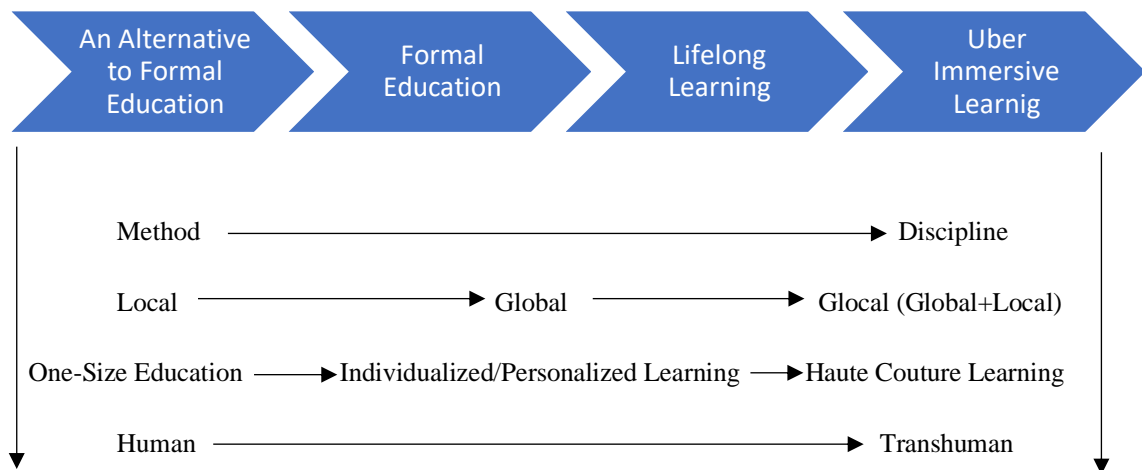 An Alternative
to Formal
Education
Formal
Education
Lifelong
Learning
Uber
Immersive
Learnig
Method Discipline
Local Global Glocal (Global+Local)
One-Size Education Individualized/Personalized Learning Haute Couture Learning
Human Transhuman